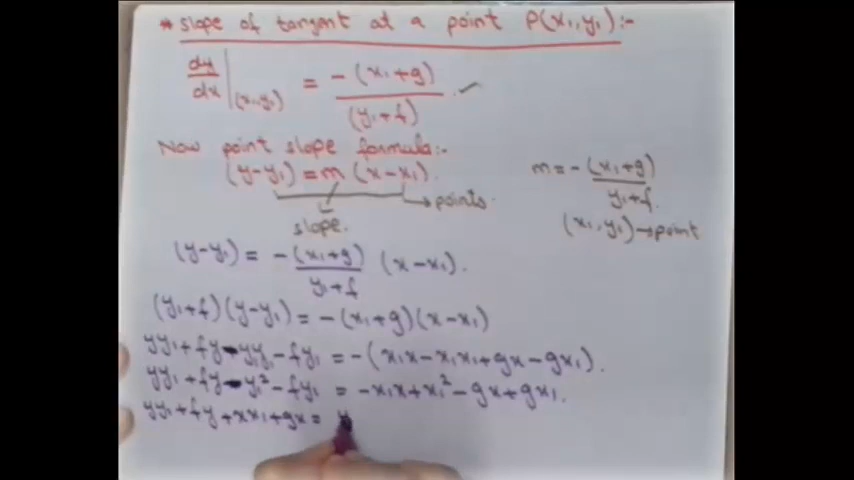 * slope of tangent at a point P(x₁,y₁):-
dy/dx |(x₁,y₁) = -(x₁+g)/(y₁+f) . ✓
Now point slope formula:-
(y-y₁) = m (x-x₁).
→ points.
slope.
m = -(x₁+g)/y₁+f.
(x₁,y₁) → point
(y-y₁) = -(x₁+g)/y₁+f (x-x₁).
(y₁+f)(y-y₁) = -(x₁+g)(x-x₁)
yy₁+fy-y₁y₁-fy₁ = -(x₁x-x₁x₁+gx-gx₁).
yy₁+fy-y₁²-fy₁ = -x₁x+x₁²-gx+gx₁.
yy₁+fy+xx₁+gx =